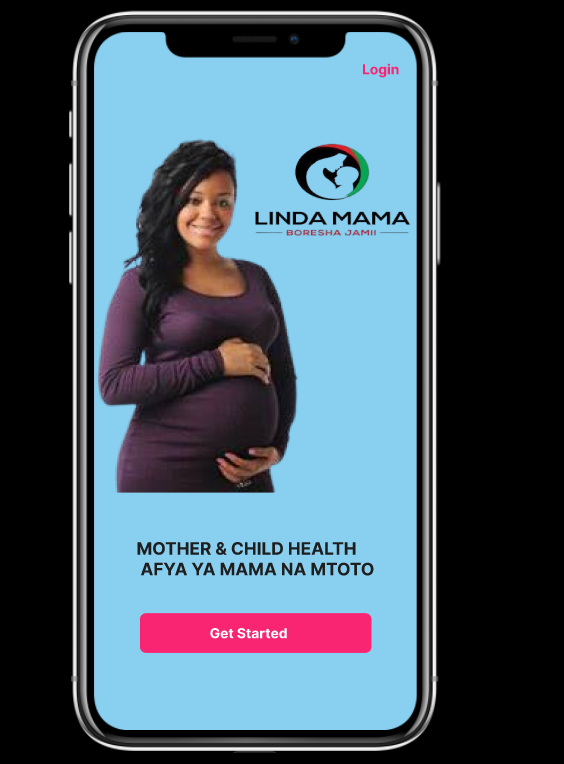 Login
LINDA MAMA
BORESHA JAMII
MOTHER & CHILD HEALTH
AFYA YA MAMA NA MTOTO
Get Started